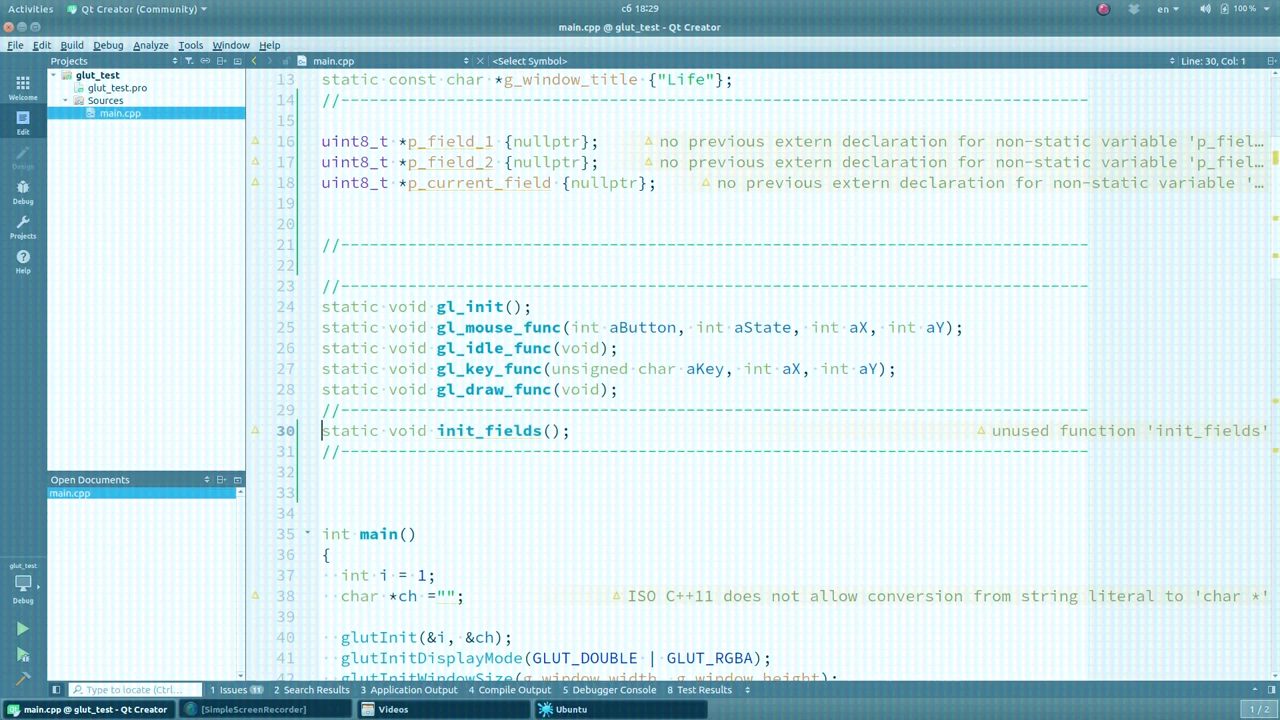 Activities Qt Creator (Community) сб 18:29 en 100 %
main.cpp @ glut_test - Qt Creator
File Edit Build Debug Analyze Tools Window Help
Projects main.cpp <Select Symbol> Line: 30, Col: 1
glut_test
glut_test.pro
Sources
main.cpp
Welcome
Edit
Design
Debug
Projects
Help
13 static const char *g_window_title {"Life"};
14 //------------------------------------------------------------------------------
15
16 uint8_t *p_field_1 {nullptr}; no previous extern declaration for non-static variable 'p_fiel…
17 uint8_t *p_field_2 {nullptr}; no previous extern declaration for non-static variable 'p_fiel…
18 uint8_t *p_current_field {nullptr}; no previous extern declaration for non-static variable '…
19
20
21 //------------------------------------------------------------------------------
22
23 //------------------------------------------------------------------------------
24 static void gl_init();
25 static void gl_mouse_func(int aButton, int aState, int aX, int aY);
26 static void gl_idle_func(void);
27 static void gl_key_func(unsigned char aKey, int aX, int aY);
28 static void gl_draw_func(void);
29 //------------------------------------------------------------------------------
30 static void init_fields(); unused function 'init_fields'
31 //------------------------------------------------------------------------------
32
33
34
35 int main()
36 {
37 int i = 1;
38 char *ch =""; ISO C++11 does not allow conversion from string literal to 'char *'
39
40 glutInit(&i, &ch);
41 glutInitDisplayMode(GLUT_DOUBLE | GLUT_RGBA);
42 glutInitWindowSize(g_window_width, g_window_height);
Open Documents
main.cpp
glut_test
Debug
Type to locate (Ctrl... 1 Issues 11 2 Search Results 3 Application Output 4 Compile Output 5 Debugger Console 8 Test Results
main.cpp @ glut_test - Qt Creator [SimpleScreenRecorder] Videos Ubuntu 1 / 2